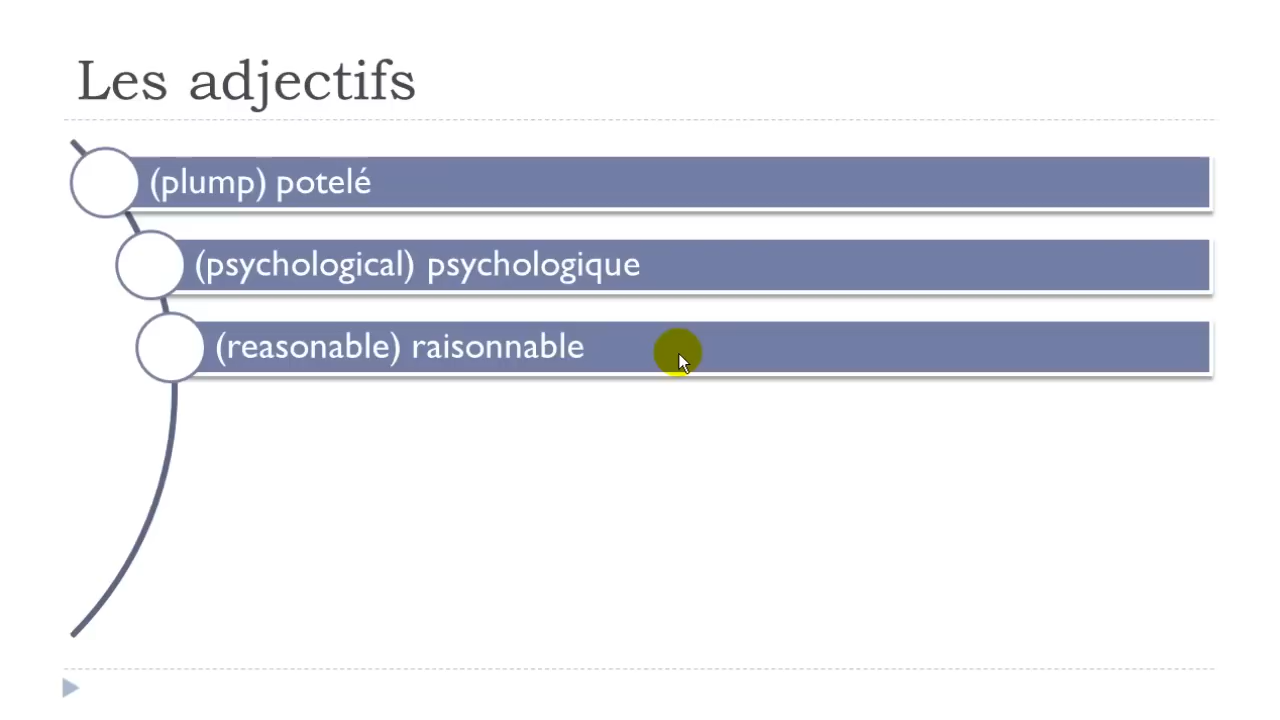 Les adjectifs
(plump) potelé
(psychological) psychologique
(reasonable) raisonnable